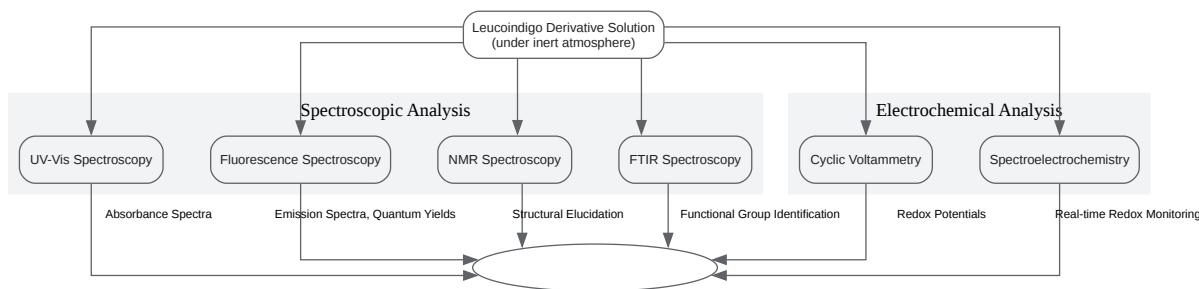 Leucoindigo Derivative Solution
(under inert atmosphere)
Spectroscopic Analysis
Electrochemical Analysis
UV-Vis Spectroscopy
Fluorescence Spectroscopy
NMR Spectroscopy
FTIR Spectroscopy
Cyclic Voltammetry
Spectroelectrochemistry
Absorbance Spectra
Emission Spectra, Quantum Yields
Structural Elucidation
Functional Group Identification
Redox Potentials
Real-time Redox Monitoring